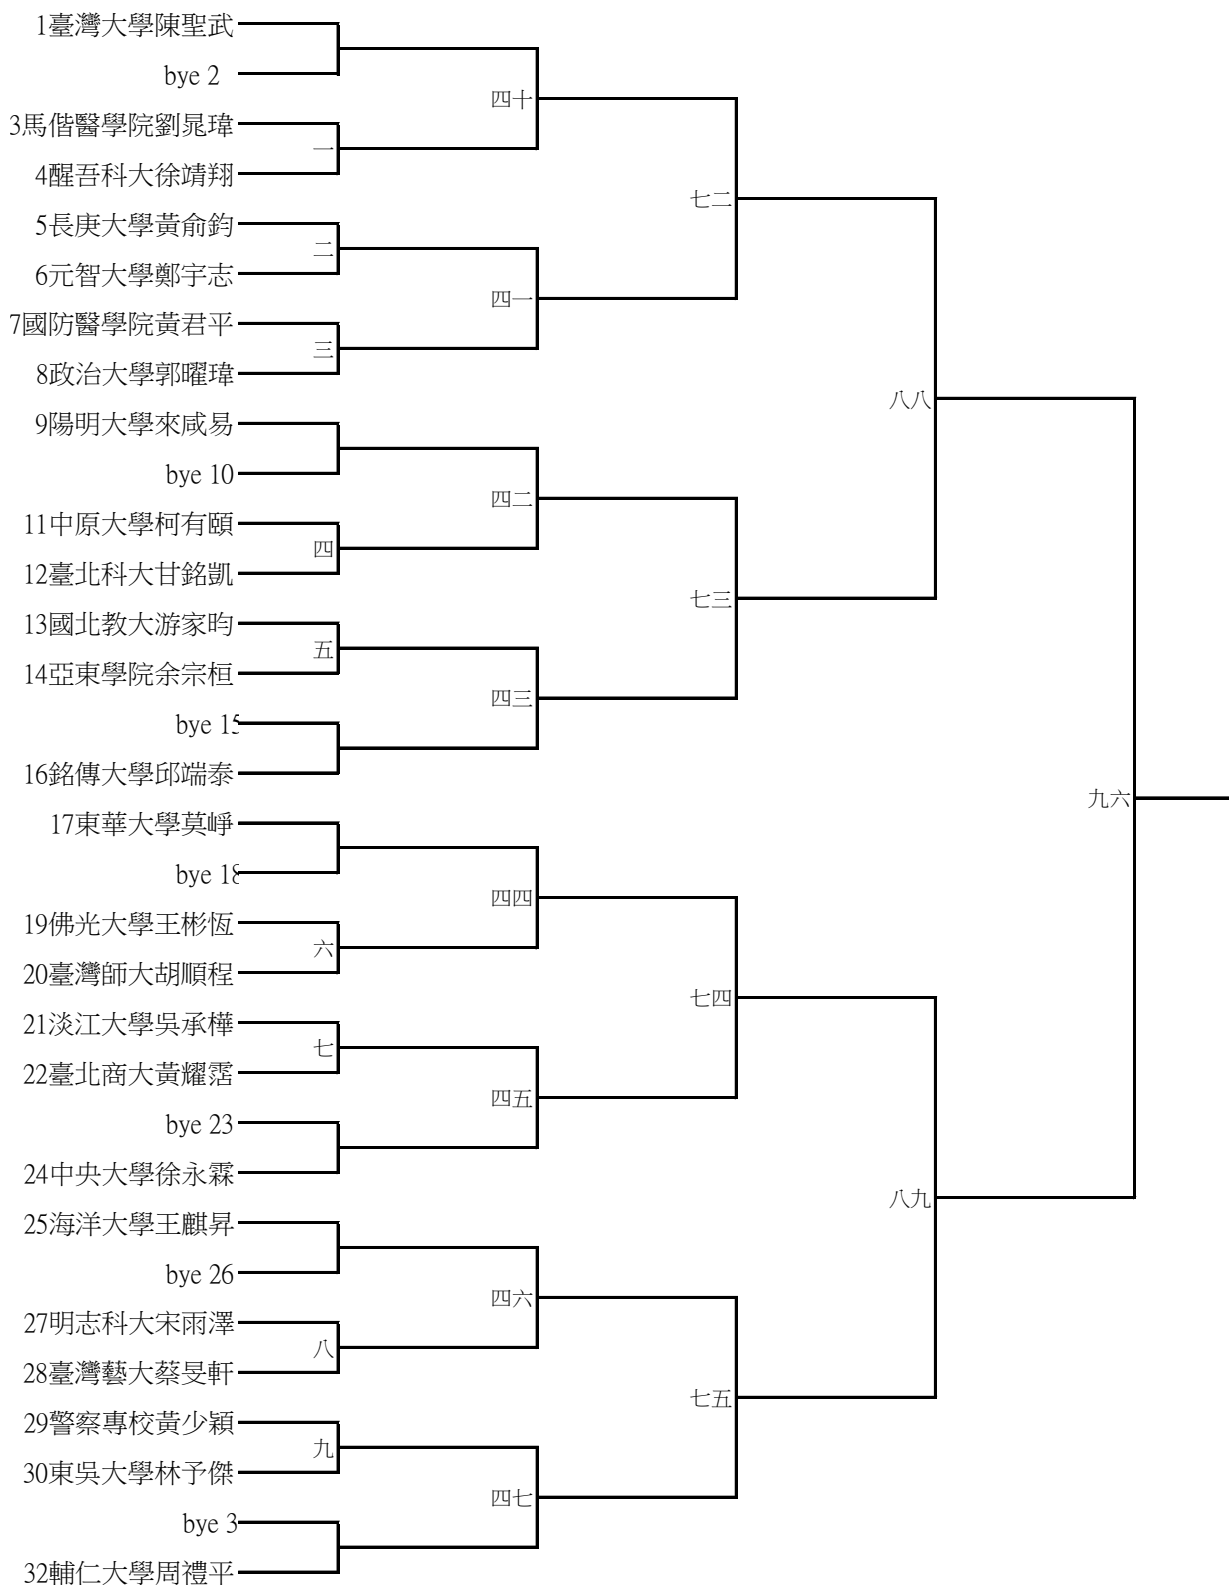 1臺灣大學陳聖武
bye 2
四十
3馬偕醫學院劉晁瑋
一
4醒吾科大徐靖翔
七二
5長庚大學黃俞鈞
二
6元智大學鄭宇志
四一
7國防醫學院黃君平
三
8政治大學郭曜瑋
八八
9陽明大學來咸易
bye 10
四二
11中原大學柯有頤
四
12臺北科大甘銘凱
七三
13國北教大游家昀
五
14亞東學院余宗桓
四三
bye 15
16銘傳大學邱端泰
九六
17東華大學莫崢
bye 18
四四
19佛光大學王彬恆
六
20臺灣師大胡順程
七四
21淡江大學吳承樺
七
22臺北商大黃耀霑
四五
bye 23
24中央大學徐永霖
八九
25海洋大學王麒昇
bye 26
四六
27明志科大宋雨澤
八
28臺灣藝大蔡旻軒
七五
29警察專校黃少穎
九
30東吳大學林予傑
四七
bye 3
32輔仁大學周禮平